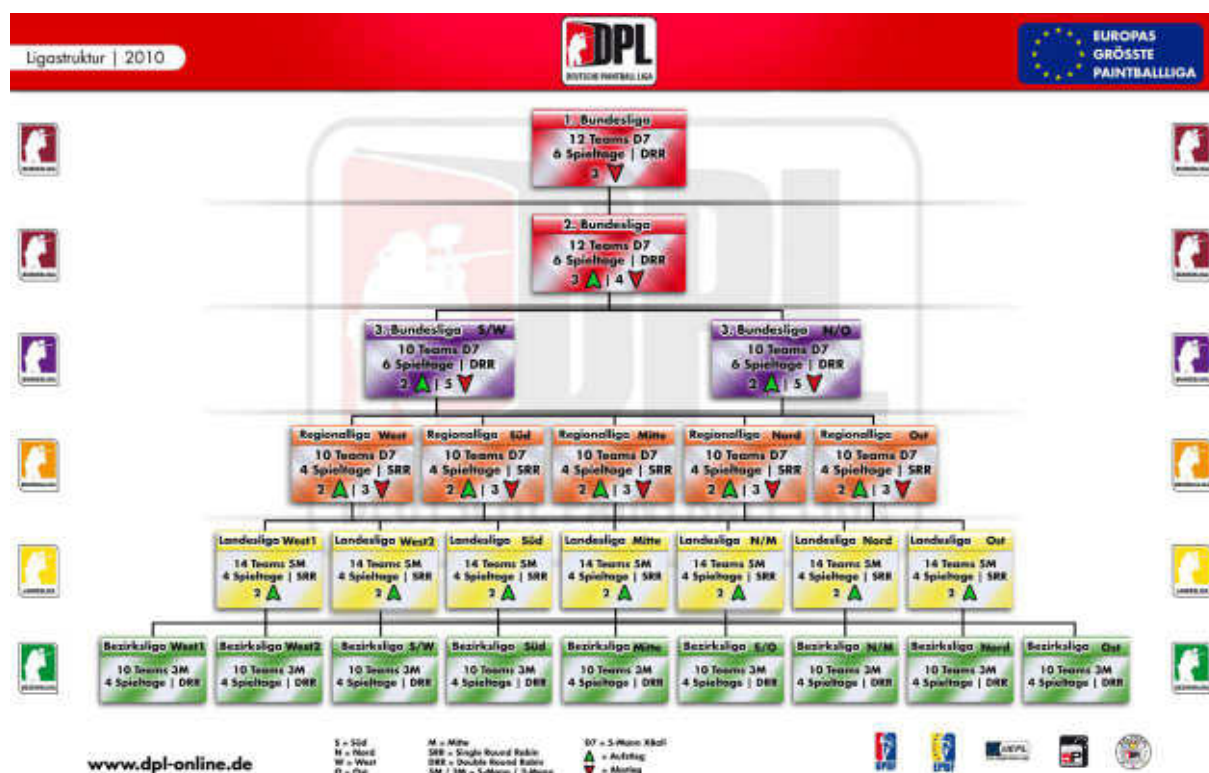 Ligastruktur | 2010
DPL
DEUTSCHE PAINTBALL LIGA
EUROPAS
GRÖSSTE
PAINTBALLLIGA
1. Bundesliga
12 Teams D7
6 Spieltage | DRR
3
2. Bundesliga
12 Teams D7
6 Spieltage | DRR
3 | 4
3. Bundesliga S/W
10 Teams D7
6 Spieltage | DRR
2 | 5
3. Bundesliga N/O
10 Teams D7
6 Spieltage | DRR
2 | 5
Regionalliga West
10 Teams D7
4 Spieltage | SRR
2 | 3
Regionalliga Süd
10 Teams D7
4 Spieltage | SRR
2 | 3
Regionalliga Mitte
10 Teams D7
4 Spieltage | SRR
2 | 3
Regionalliga Nord
10 Teams D7
4 Spieltage | SRR
2 | 3
Regionalliga Ost
10 Teams D7
4 Spieltage | SRR
2 | 3
Landesliga West1
14 Teams 5M
4 Spieltage | SRR
2
Landesliga West2
14 Teams 5M
4 Spieltage | SRR
2
Landesliga Süd
14 Teams 5M
4 Spieltage | SRR
2
Landesliga Mitte
14 Teams 5M
4 Spieltage | SRR
2
Landesliga N/M
14 Teams 5M
4 Spieltage | SRR
2
Landesliga Nord
14 Teams 5M
4 Spieltage | SRR
2
Landesliga Ost
14 Teams 5M
4 Spieltage | SRR
2
Bezirksliga West1
10 Teams 3M
4 Spieltage | DRR
Bezirksliga West2
10 Teams 3M
4 Spieltage | DRR
Bezirksliga S/W
10 Teams 3M
4 Spieltage | DRR
Bezirksliga Süd
10 Teams 3M
4 Spieltage | DRR
Bezirksliga Mitte
10 Teams 3M
4 Spieltage | DRR
Bezirksliga S/O
10 Teams 3M
4 Spieltage | DRR
Bezirksliga N/M
10 Teams 3M
4 Spieltage | DRR
Bezirksliga Nord
10 Teams 3M
4 Spieltage | DRR
Bezirksliga Ost
10 Teams 3M
4 Spieltage | DRR
www.dpl-online.de
S = Süd
N = Nord
W = West
O = Ost
M = Mitte
SRR = Single Round Robin
DRR = Double Round Robin
5M / 3M = 5-Mann / 3-Mann
D7 = 5-Mann XBall
= Aufstieg
= Abstieg